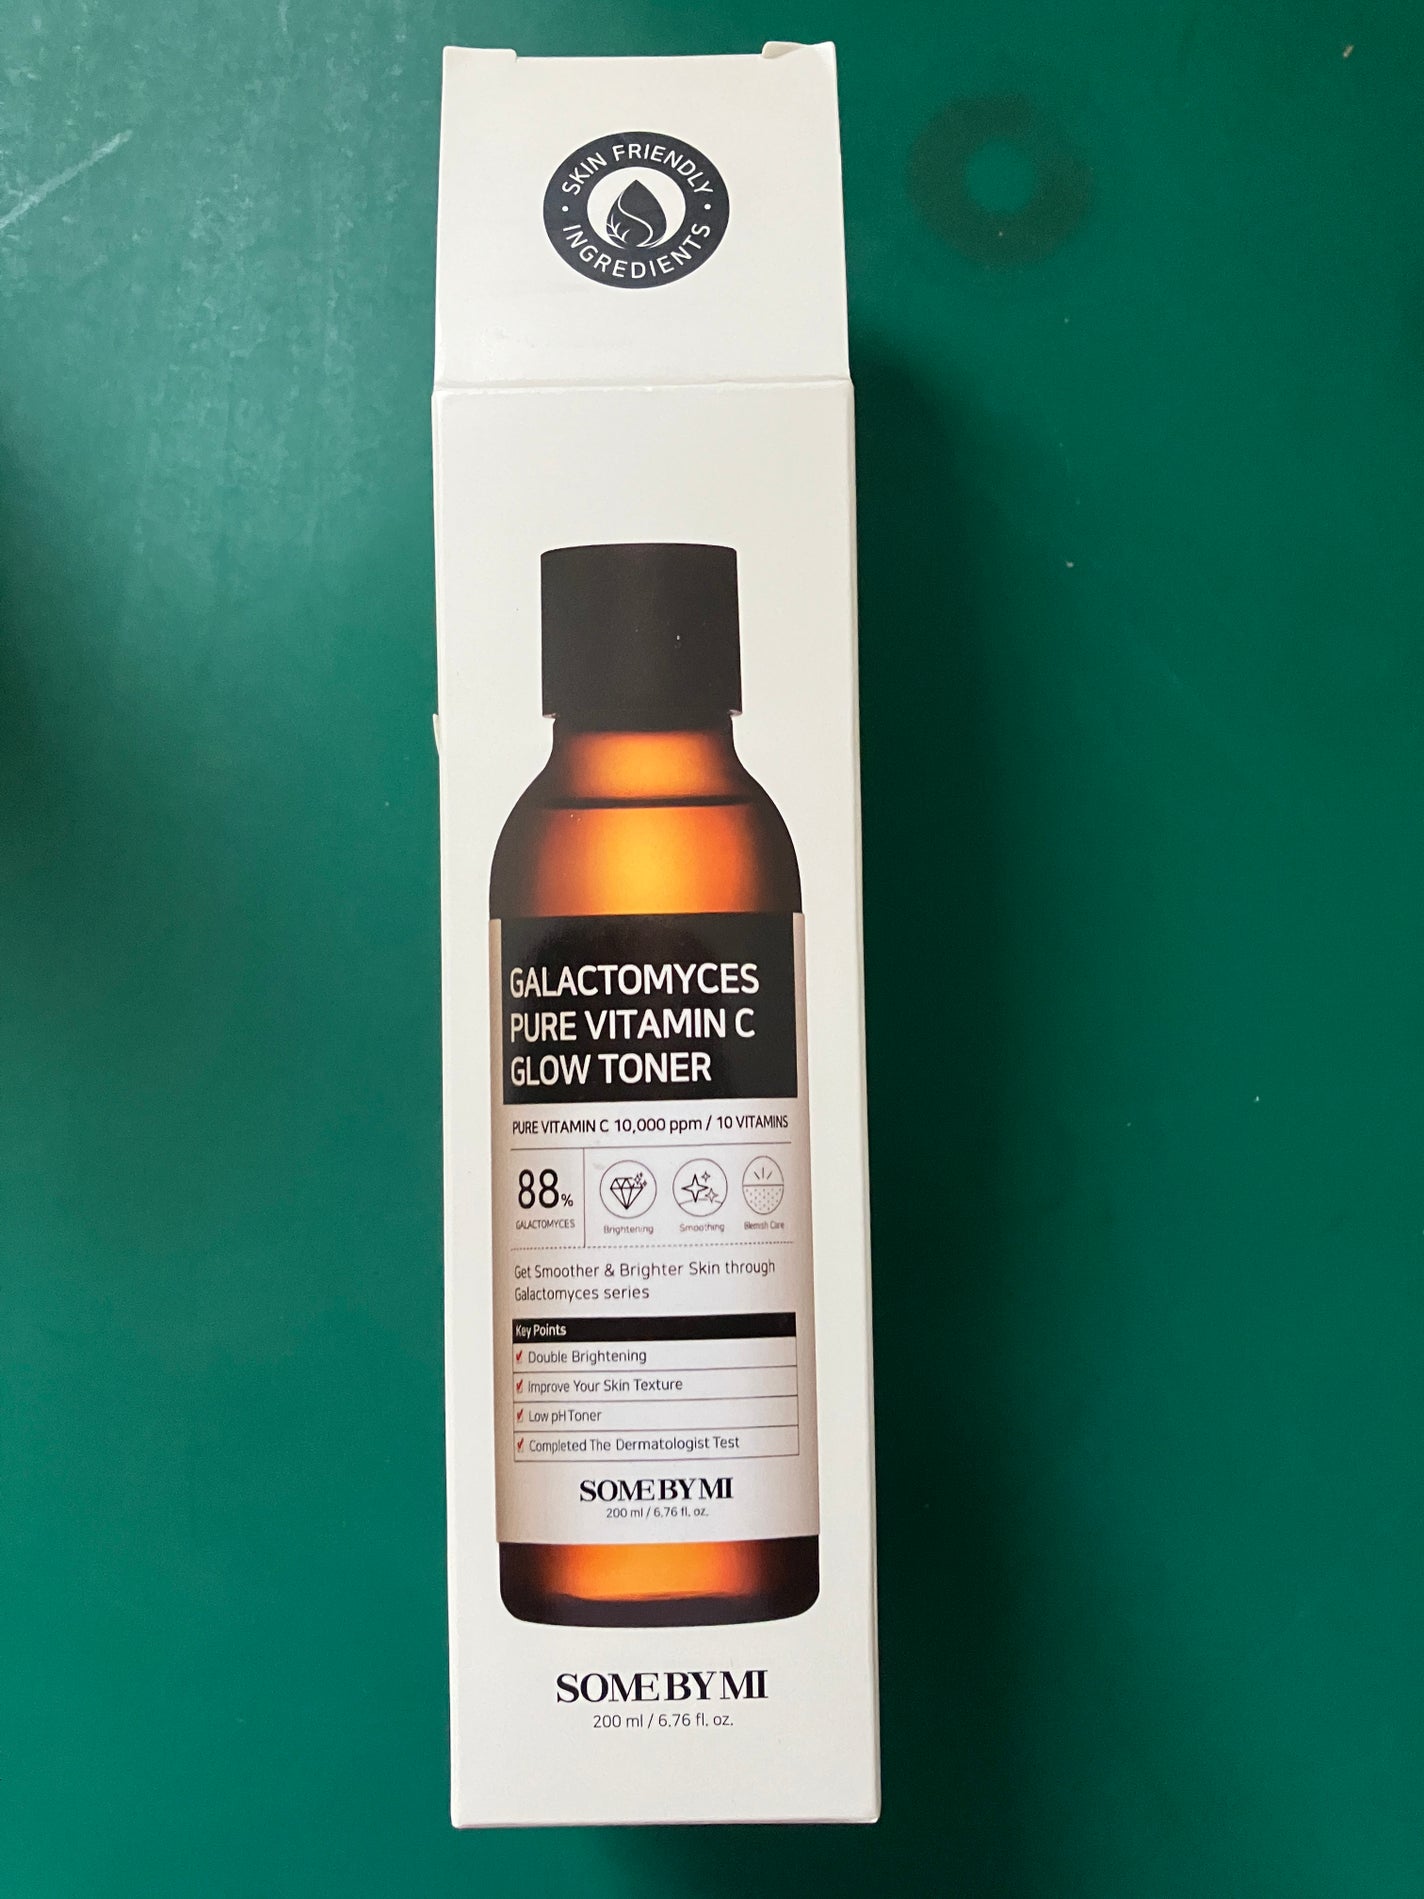 SKIN FRIENDLY
INGREDIENTS
GALACTOMYCES
PURE VITAMIN C
GLOW TONER
PURE VITAMIN C 10,000 ppm / 10 VITAMINS
88%
GALACTOMYCES
Brightening
Smoothing
Blemish Care
Get Smoother & Brighter Skin through
Galactomyces series
Key Points
Double Brightening
Improve Your Skin Texture
Low pH Toner
Completed The Dermatologist Test
SOME BY MI
200 ml / 6.76 fl. oz.
SOME BY MI
200 ml / 6.76 fl. oz.